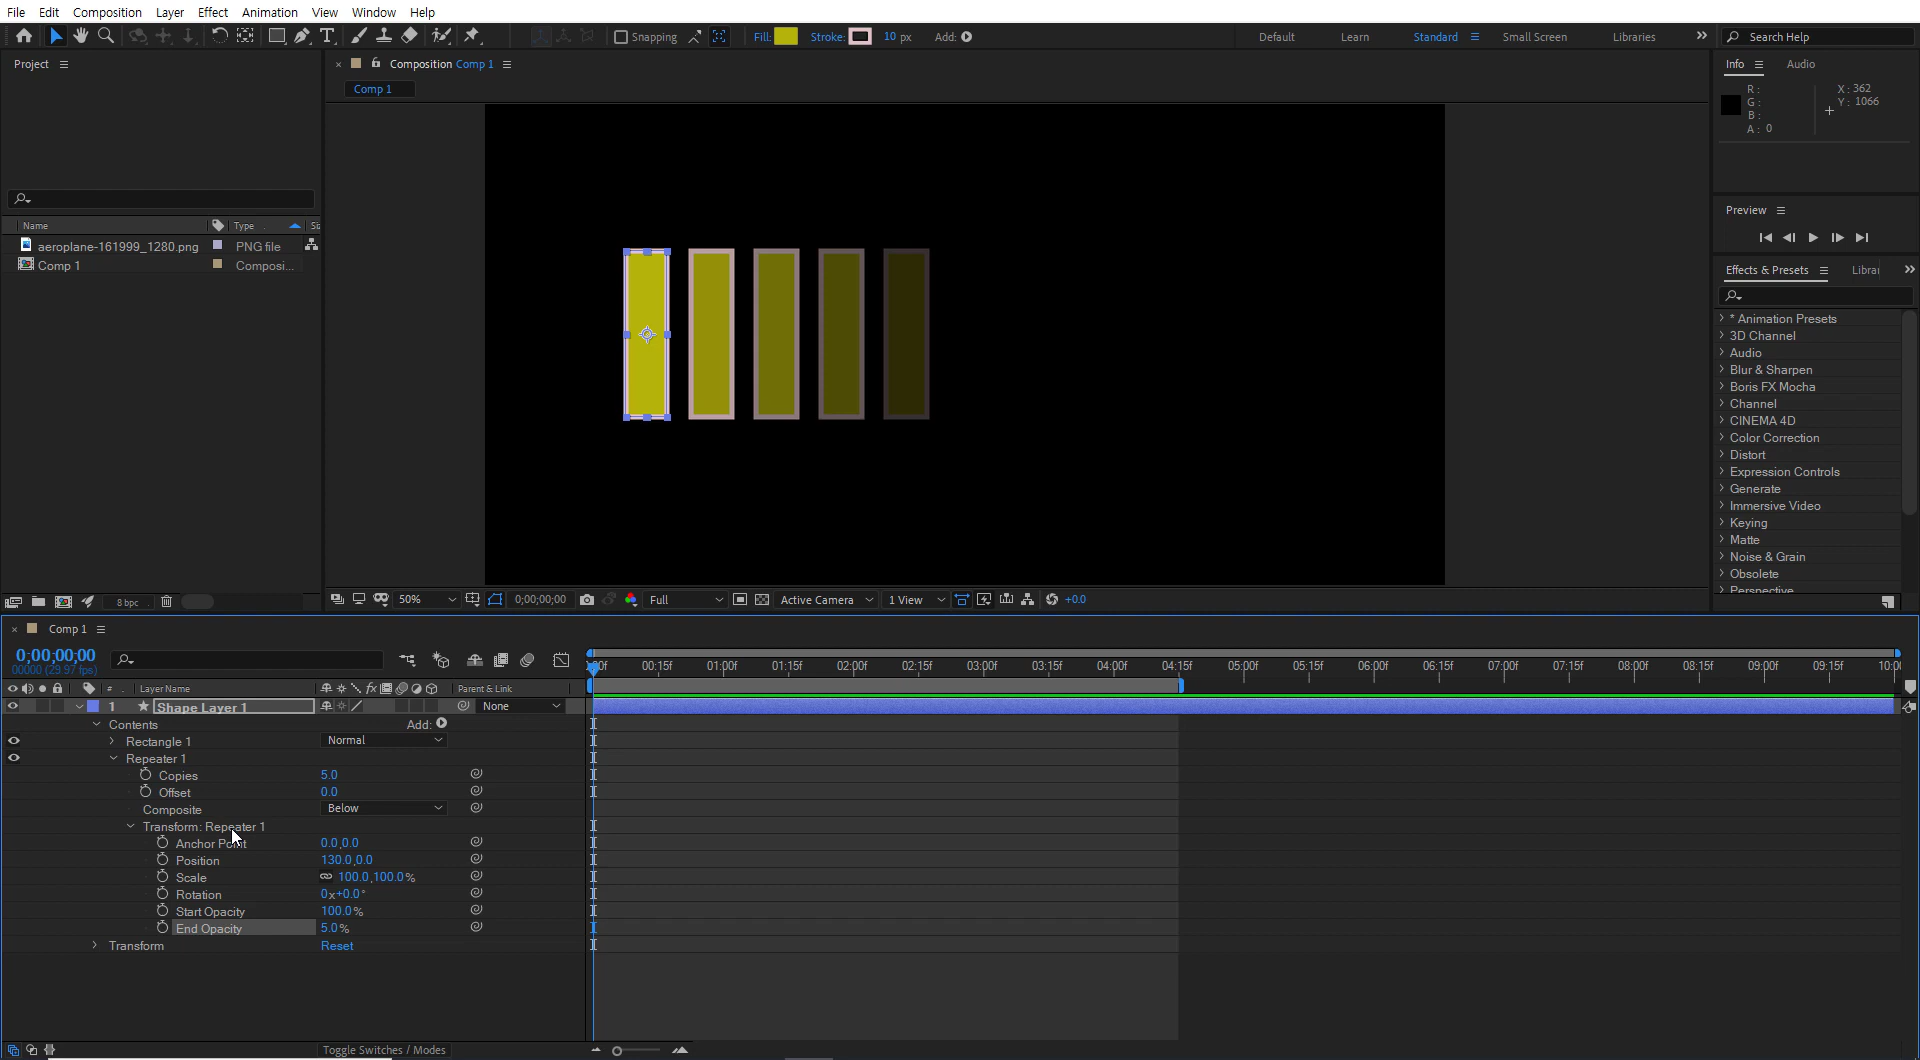 File Edit Composition Layer Effect Animation View Window Help
Snapping Fill: Stroke: 10 px Add: Default Learn Standard Small Screen Libraries Search Help
Project
Composition Comp 1
Comp 1
Name Type
aeroplane-161999_1280.png PNG file
Comp 1 Composi...
8 bpc
50% 0;00;00;00 Full Active Camera 1 View +0.0
Info Audio
R: X: 362
G: Y: 1066
B:
A: 0
Preview
Effects & Presets Librar
* Animation Presets
3D Channel
Audio
Blur & Sharpen
Boris FX Mocha
Channel
CINEMA 4D
Color Correction
Distort
Expression Controls
Generate
Immersive Video
Keying
Matte
Noise & Grain
Obsolete
Perspective
Comp 1
0;00;00;00
00000 (29.97 fps)
00f 00:15f 01:00f 01:15f 02:00f 02:15f 03:00f 03:15f 04:00f 04:15f 05:00f 05:15f 06:00f 06:15f 07:00f 07:15f 08:00f 08:15f 09:00f 09:15f 10:0
# Layer Name Parent & Link
1 Shape Layer 1 None
Contents Add:
Rectangle 1 Normal
Repeater 1
Copies 5.0
Offset 0.0
Composite Below
Transform: Repeater 1
Anchor Point 0.0,0.0
Position 130.0,0.0
Scale 100.0,100.0%
Rotation 0x+0.0°
Start Opacity 100.0%
End Opacity 5.0%
Transform Reset
Toggle Switches / Modes